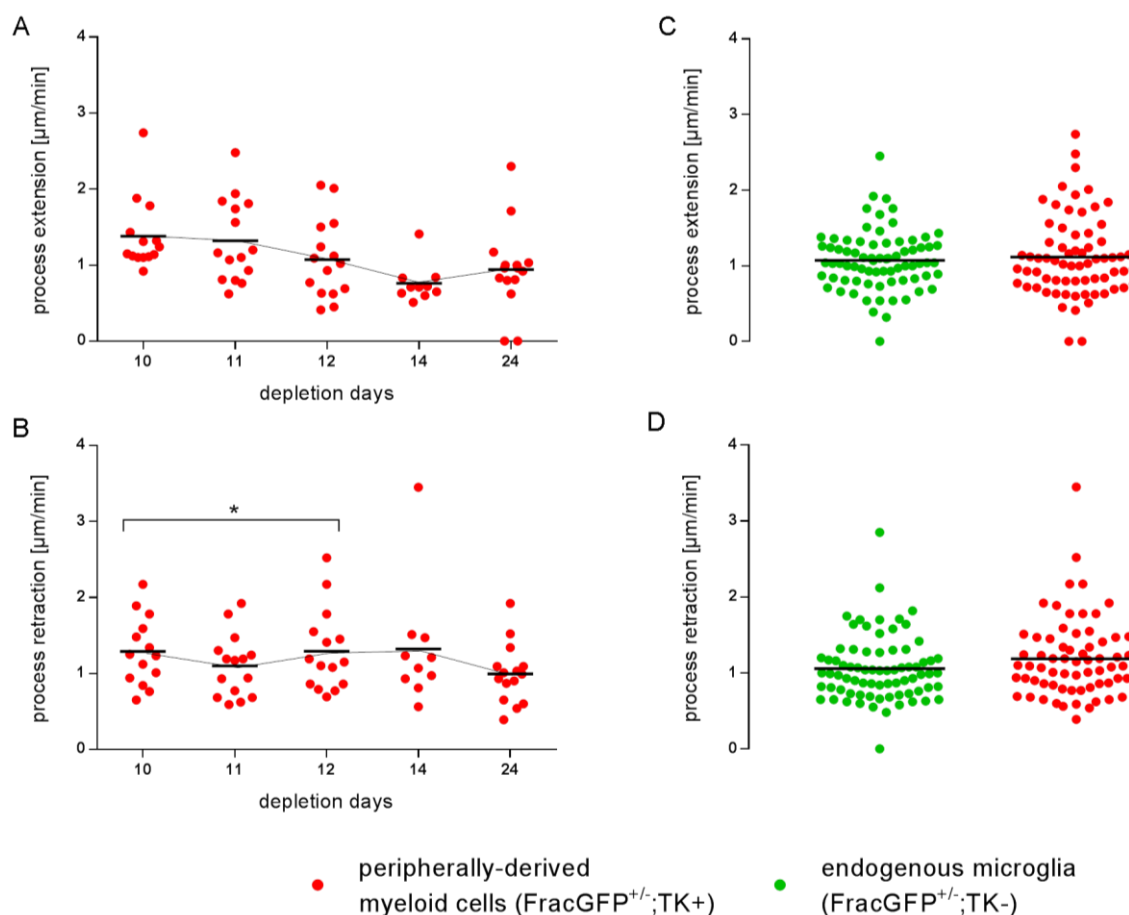 A
process extension [µm/min]
4
3
2
1
0
10 11 12 14 24
depletion days
B
process retraction [µm/min]
4
3
2
1
0
*
10 11 12 14 24
depletion days
C
process extension [µm/min]
4
3
2
1
0
D
process retraction [µm/min]
4
3
2
1
0
peripherally-derived
myeloid cells (FracGFP+/-;TK+)
endogenous microglia
(FracGFP+/-;TK-)